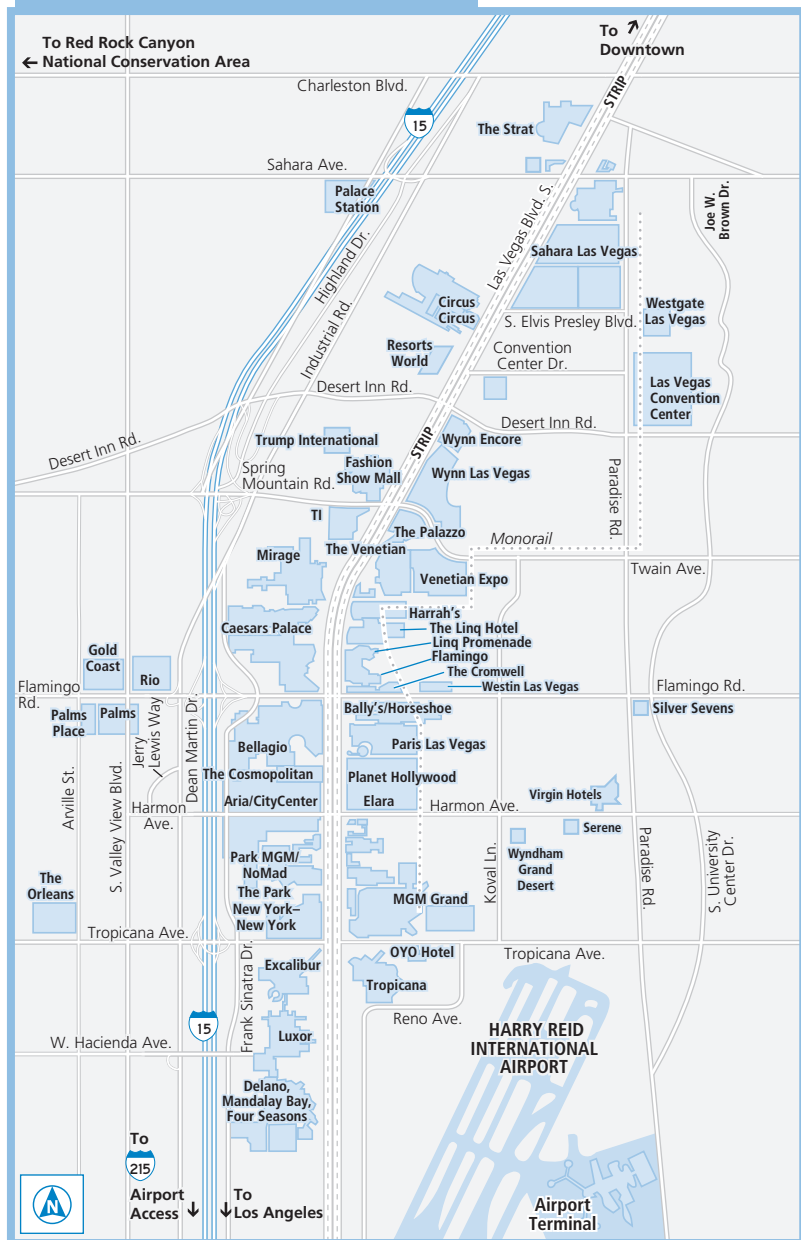 To Red Rock Canyon
← National Conservation Area
To ↗
Downtown
Charleston Blvd.
STRIP
15
The Strat
Sahara Ave.
Palace
Station
Las Vegas Blvd. S.
Joe W.
Brown Dr.
Highland Dr.
Sahara Las Vegas
Circus
Circus
Westgate
Las Vegas
S. Elvis Presley Blvd.
Industrial Rd.
Resorts
World
Convention
Center Dr.
Desert Inn Rd.
Las Vegas
Convention
Center
Desert Inn Rd.
Desert Inn Rd.
Trump International
STRIP
Wynn Encore
Spring
Mountain Rd.
Fashion
Show Mall
Wynn Las Vegas
Paradise Rd.
TI
The Palazzo
Monorail
Mirage
The Venetian
Twain Ave.
Venetian Expo
Harrah's
Caesars Palace
The Linq Hotel
Linq Promenade
Gold
Coast
Flamingo
Rio
The Cromwell
Westin Las Vegas
Flamingo
Rd.
Flamingo Rd.
Palms
Place
Palms
Jerry
Lewis Way
Dean Martin Dr.
Bally's/Horseshoe
Silver Sevens
Bellagio
Paris Las Vegas
The Cosmopolitan
Planet Hollywood
Arville St.
S. Valley View Blvd.
Aria/CityCenter
Elara
Virgin Hotels
Harmon
Ave.
Harmon Ave.
Serene
Koval Ln.
Wyndham
Grand
Desert
Paradise Rd.
S. University
Center Dr.
Park MGM/
NoMad
The
Orleans
The Park
New York–
New York
MGM Grand
Tropicana Ave.
Frank Sinatra Dr.
OYO Hotel
Tropicana Ave.
Excalibur
Tropicana
15
Reno Ave.
Luxor
HARRY REID
INTERNATIONAL
AIRPORT
W. Hacienda Ave.
Delano,
Mandalay Bay,
Four Seasons
To
215
Airport
Access ↓
To
↓ Los Angeles
N
Airport
Terminal